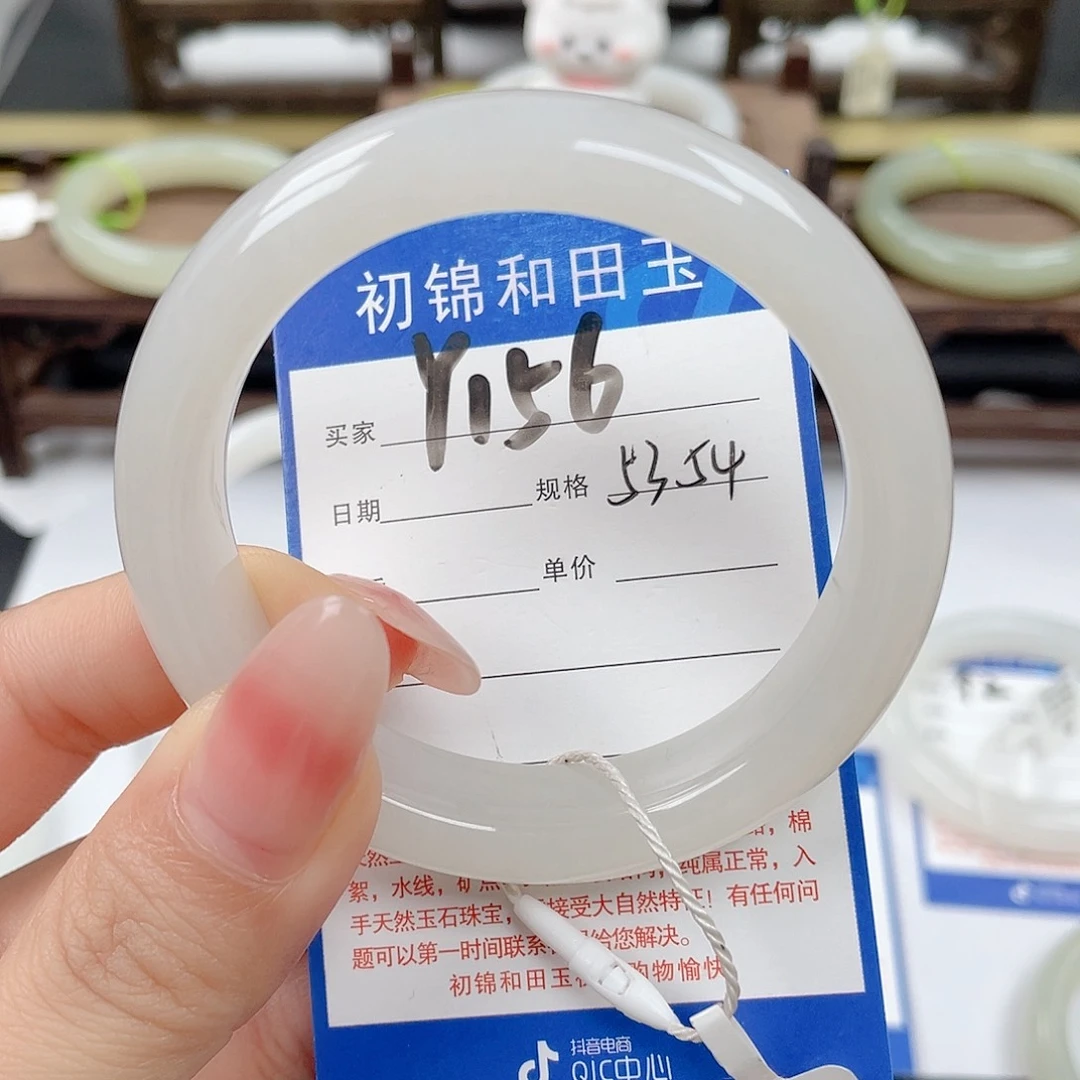 初锦和田玉
买家 Y156
日期 规格 53.54
单价
棉
絮，水线，矿点 纯属正常，入
手天然玉石珠宝， 接受大自然特征！有任何问
题可以第一时间联系 给您解决。
初锦和田玉 购物愉快
抖音电商
QIC中心